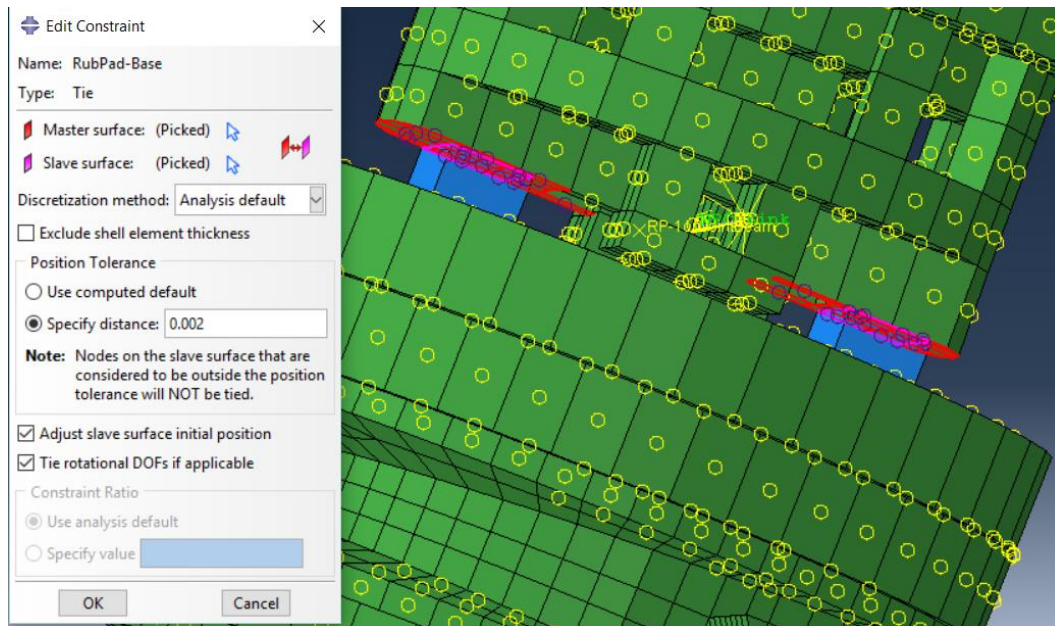 Edit Constraint
Name: RubPad-Base
Type: Tie
Master surface: (Picked)
Slave surface: (Picked)
Discretization method: Analysis default
Exclude shell element thickness
Position Tolerance
Use computed default
Specify distance: 0.002
Note: Nodes on the slave surface that are
considered to be outside the position
tolerance will NOT be tied.
Adjust slave surface initial position
Tie rotational DOFs if applicable
Constraint Ratio
Use analysis default
Specify value
OK Cancel